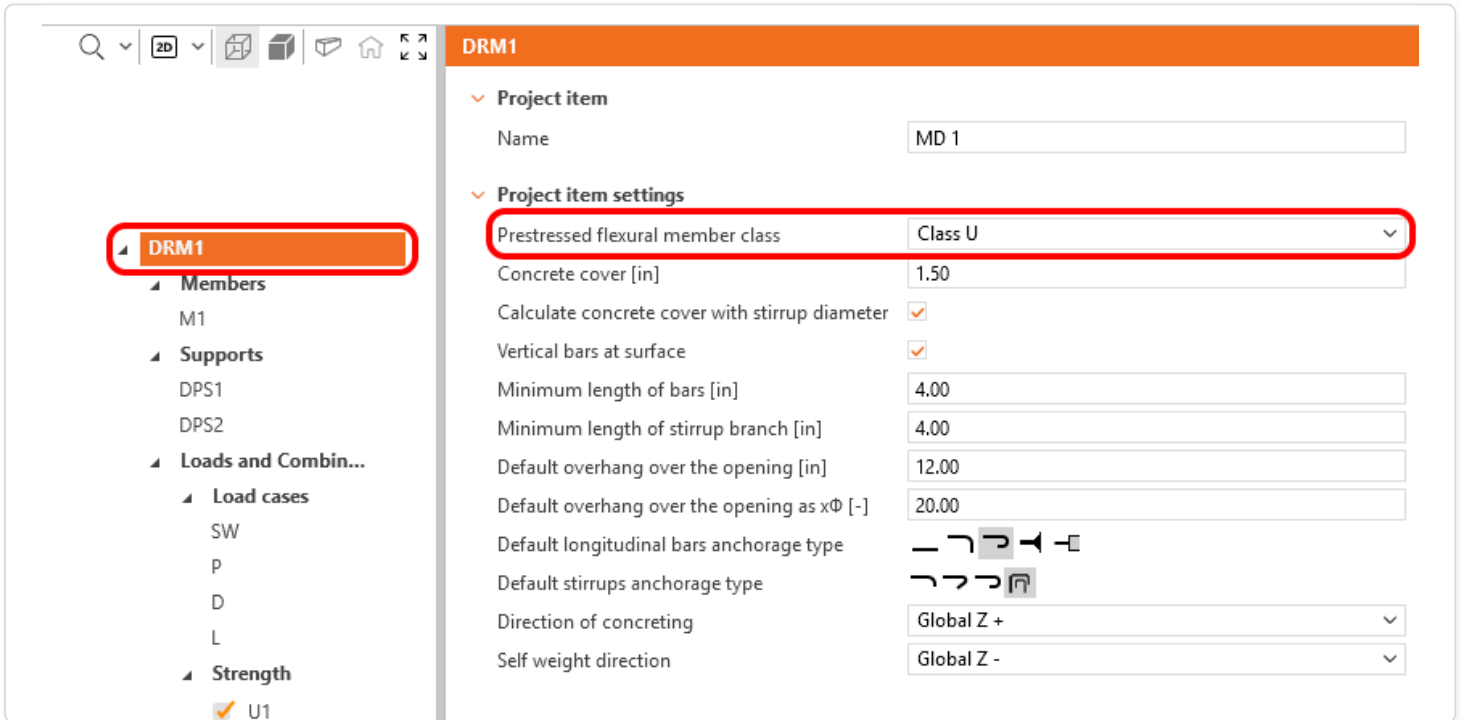 2D
DRM1
Project item
Name MD 1
Project item settings
Prestressed flexural member class Class U
Concrete cover [in] 1.50
Calculate concrete cover with stirrup diameter
Vertical bars at surface
Minimum length of bars [in] 4.00
Minimum length of stirrup branch [in] 4.00
Default overhang over the opening [in] 12.00
Default overhang over the opening as xΦ [-] 20.00
Default longitudinal bars anchorage type
Default stirrups anchorage type
Direction of concreting Global Z +
Self weight direction Global Z -
DRM1
Members
M1
Supports
DPS1
DPS2
Loads and Combin...
Load cases
SW
P
D
L
Strength
U1